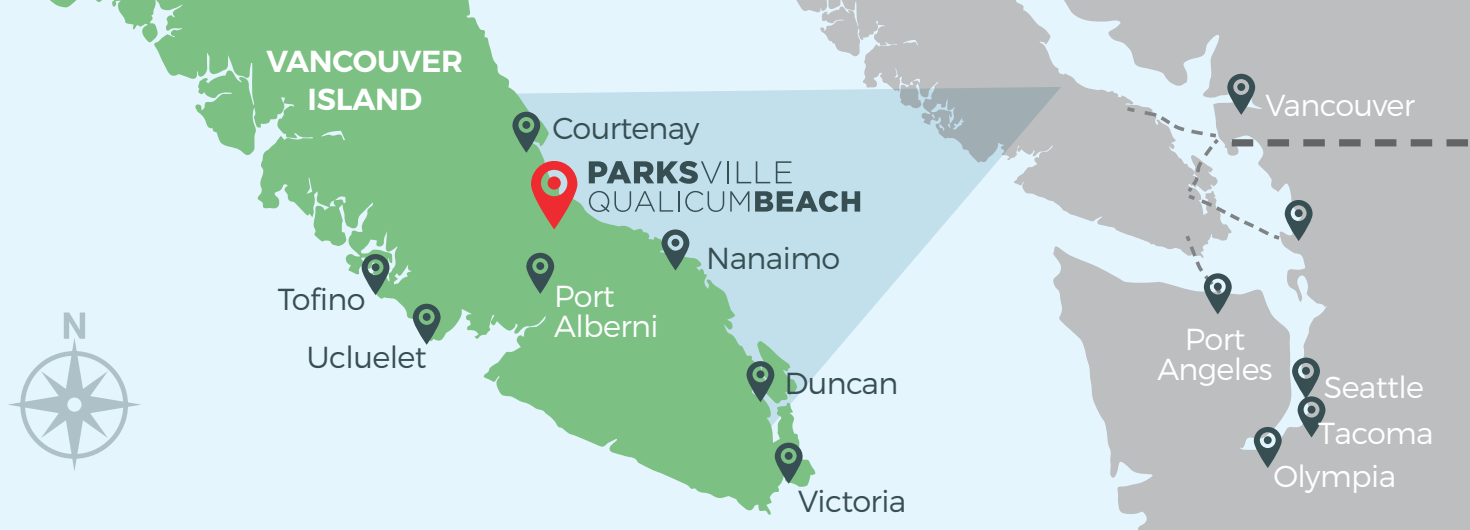 VANCOUVER
ISLAND
Courtenay
PARKSVILLE
QUALICUMBEACH
Nanaimo
Tofino
Port
Alberni
Ucluelet
Duncan
Victoria
N
Vancouver
Port
Angeles
Seattle
Tacoma
Olympia